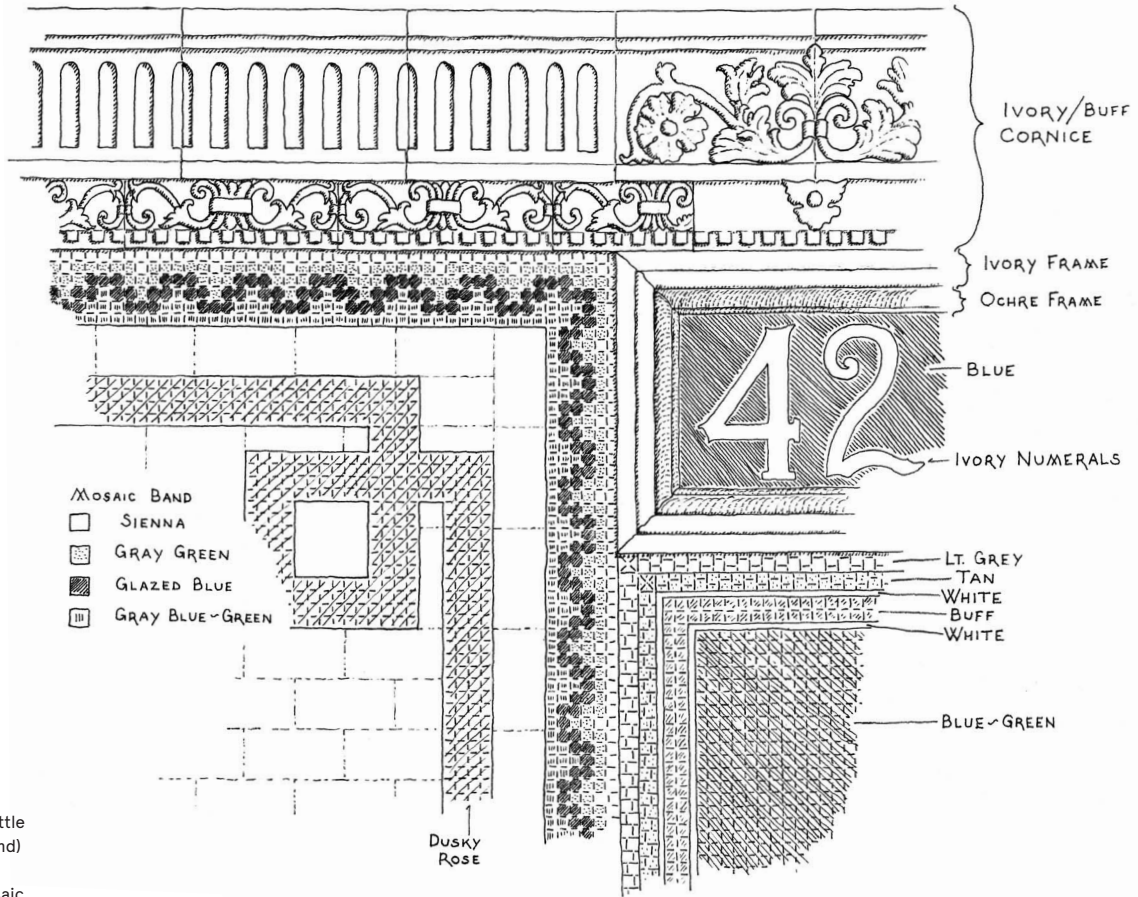 IVORY/BUFF
CORNICE
IVORY FRAME
OCHRE FRAME
42
BLUE
IVORY NUMERALS
MOSAIC BAND
SIENNA
GRAY GREEN
GLAZED BLUE
GRAY BLUE~GREEN
LT. GREY
TAN
WHITE
BUFF
WHITE
BLUE~GREEN
DUSKY
ROSE